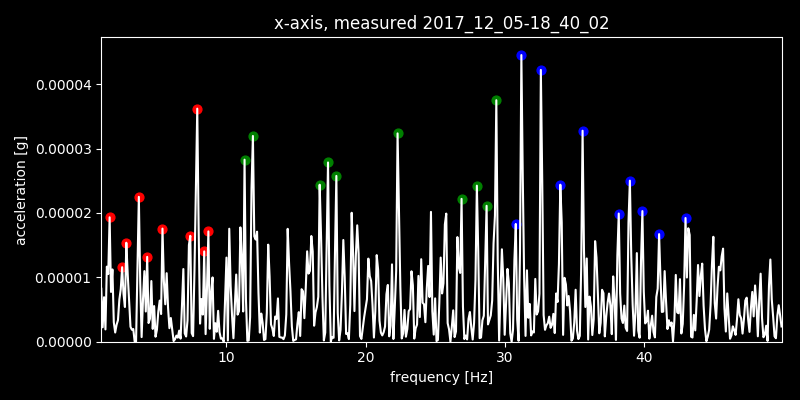 x-axis, measured 2017_12_05-18_40_02
acceleration [g]
0.00004
0.00003
0.00002
0.00001
0.00000
10 20 30 40
frequency [Hz]